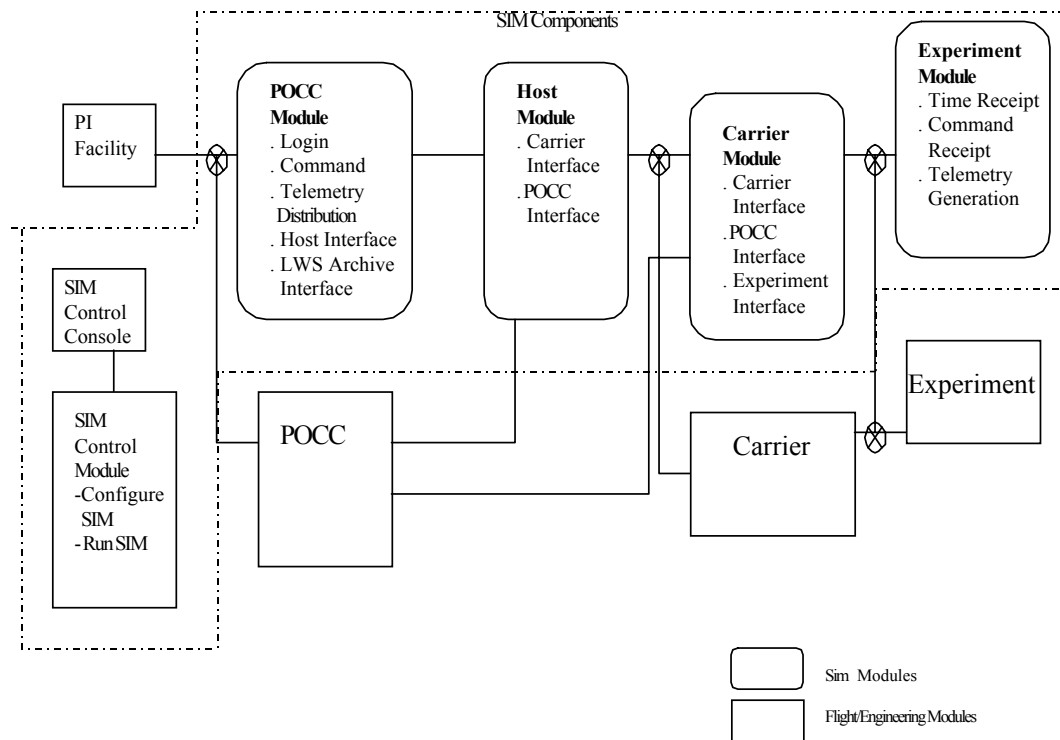 SIM Components
PI
Facility
POCC
Module
. Login
. Command
. Telemetry
Distribution
. Host Interface
. LWS Archive
Interface
Host
Module
. Carrier
Interface
. POCC
Interface
Carrier
Module
. Carrier
Interface
. POCC
Interface
. Experiment
Interface
Experiment
Module
. Time Receipt
. Command
Receipt
. Telemetry
Generation
SIM
Control
Console
SIM
Control
Module
-Configure
SIM
-Run SIM
POCC
Carrier
Experiment
Sim Modules
Flight/Engineering Modules